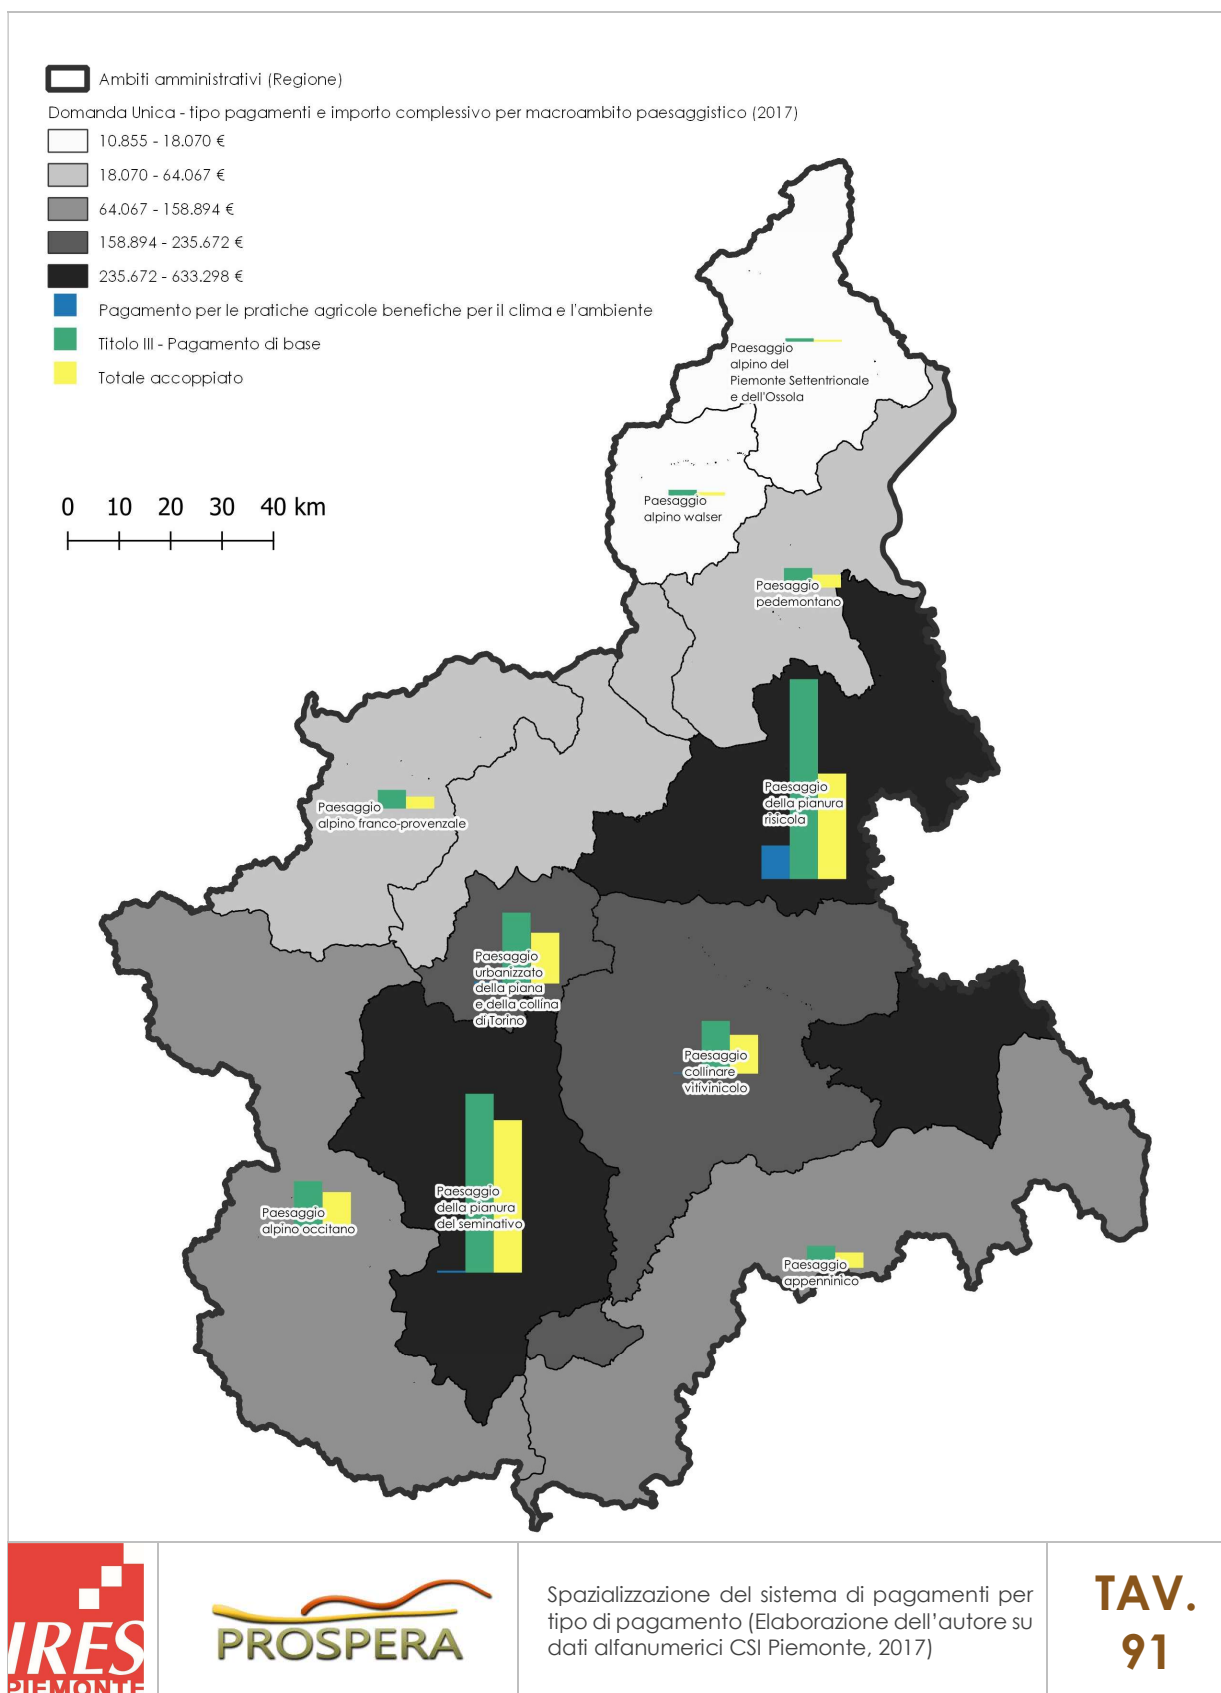 Ambiti amministrativi (Regione)
Domanda Unica - tipo pagamenti e importo complessivo per macroambito paesaggistico (2017)
10.855 - 18.070 €
18.070 - 64.067 €
64.067 - 158.894 €
158.894 - 235.672 €
235.672 - 633.298 €
Pagamento per le pratiche agricole benefiche per il clima e l'ambiente
Titolo III - Pagamento di base
Totale accoppiato
0 10 20 30 40 km
Paesaggio
alpino del
Piemonte Settentrionale
e dell'Ossola
Paesaggio
alpino walser
Paesaggio
pedemontano
Paesaggio
della pianura
risicola
Paesaggio
alpino franco-provenzale
Paesaggio
urbanizzato
della piana
e della collina
di Torino
Paesaggio
collinare
vitivinicolo
Paesaggio
della pianura
del seminativo
Paesaggio
alpino occitano
Paesaggio
appenninico
IRES
PIEMONTE
PROSPERA
Spazializzazione del sistema di pagamenti per
tipo di pagamento (Elaborazione dell'autore su
dati alfanumerici CSI Piemonte, 2017)
TAV.
91